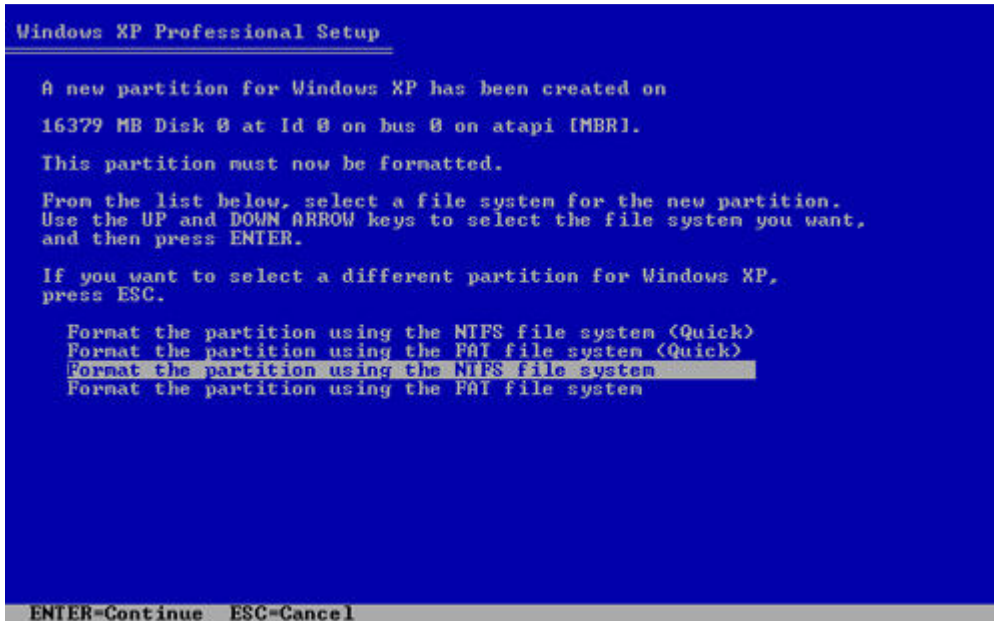 Windows XP Professional Setup
A new partition for Windows XP has been created on
16379 MB Disk 0 at Id 0 on bus 0 on atapi [MBR].
This partition must now be formatted.
From the list below, select a file system for the new partition.
Use the UP and DOWN ARROW keys to select the file system you want,
and then press ENTER.
If you want to select a different partition for Windows XP,
press ESC.
Format the partition using the NTFS file system (Quick)
Format the partition using the FAT file system (Quick)
Format the partition using the NTFS file system
Format the partition using the FAT file system
ENTER=Continue ESC=Cancel